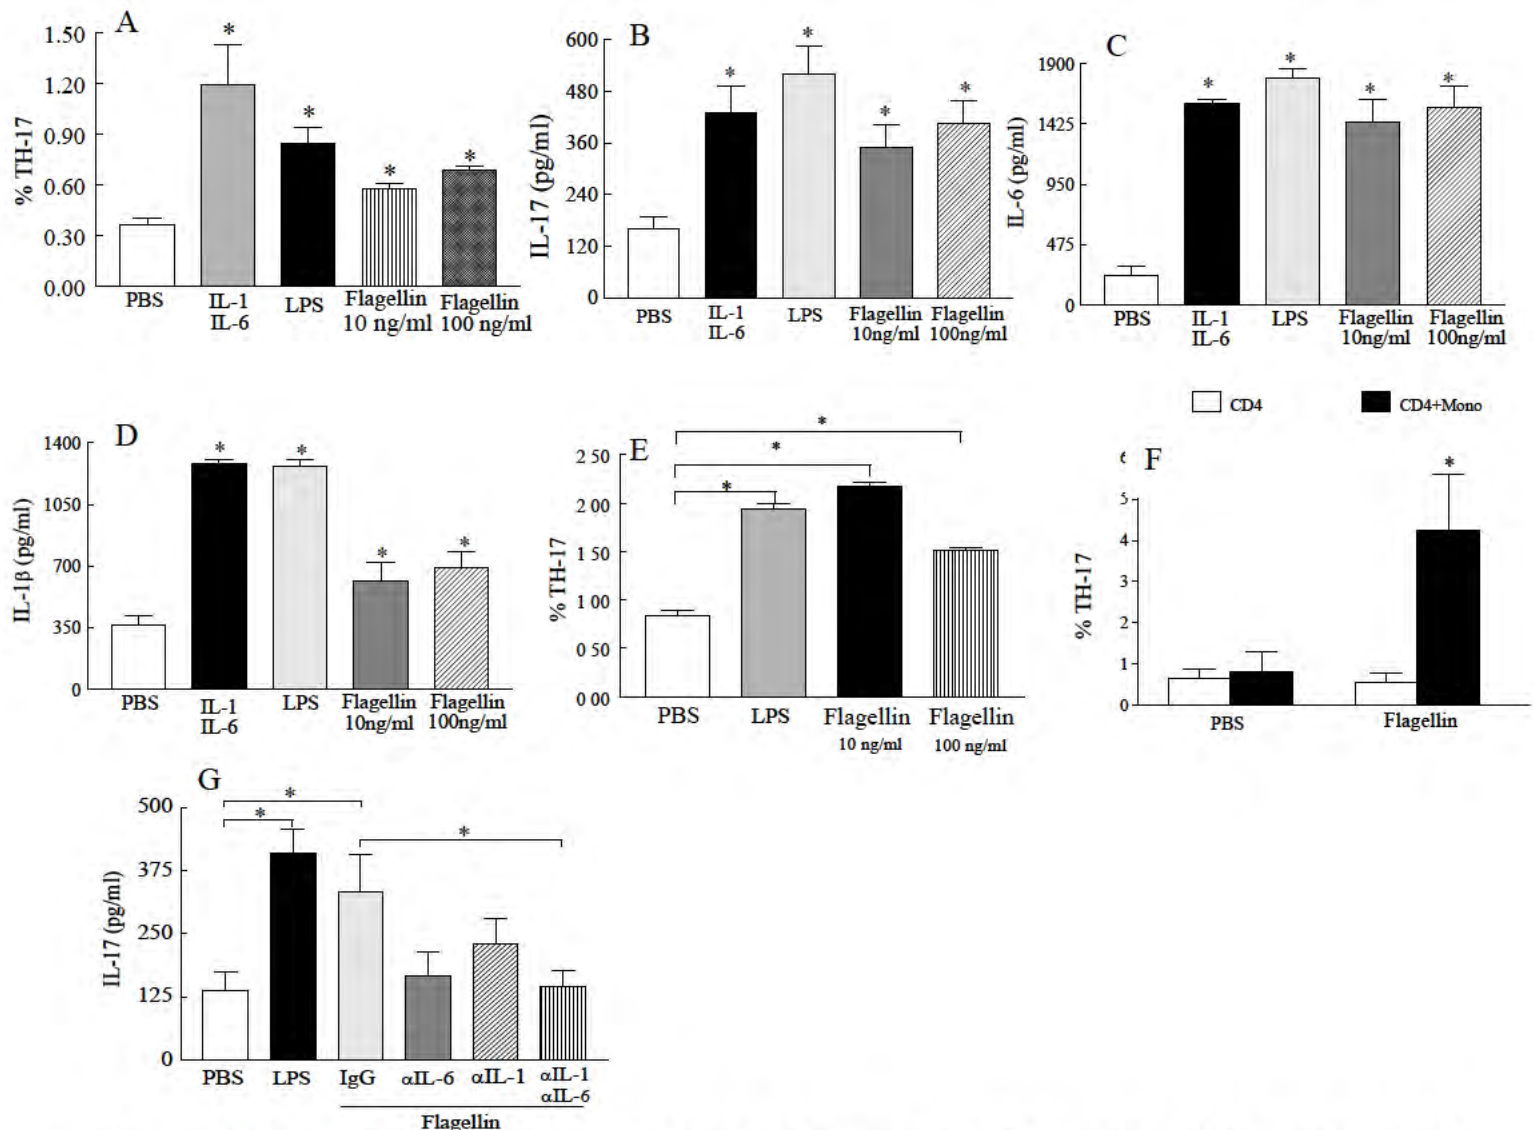 A
1.50
1.20
0.90
0.60
0.30
0.00
% TH-17
*
*
*
*
PBS
IL-1
IL-6
LPS
Flagellin
10 ng/ml
Flagellin
100 ng/ml
B
600
480
360
240
120
0
IL-17 (pg/ml)
*
*
*
*
PBS
IL-1
IL-6
LPS
Flagellin
10ng/ml
Flagellin
100ng/ml
C
1900
1425
950
475
0
IL-6 (pg/ml)
*
*
*
*
PBS
IL-1
IL-6
LPS
Flagellin
10ng/ml
Flagellin
100ng/ml
D
1400
1050
700
350
0
IL-1β (pg/ml)
*
*
*
*
PBS
IL-1
IL-6
LPS
Flagellin
10ng/ml
Flagellin
100ng/ml
E
2 50
2 00
1 50
1 00
0 50
0 00
% TH-17
*
*
*
PBS
LPS
Flagellin
10 ng/ml
Flagellin
100 ng/ml
CD4
CD4+Mono
F
6
5
4
3
2
1
0
% TH-17
*
PBS
Flagellin
G
500
375
250
125
0
IL-17 (pg/ml)
*
*
*
PBS
LPS
IgG
αIL-6
αIL-1
αIL-1
αIL-6
Flagellin